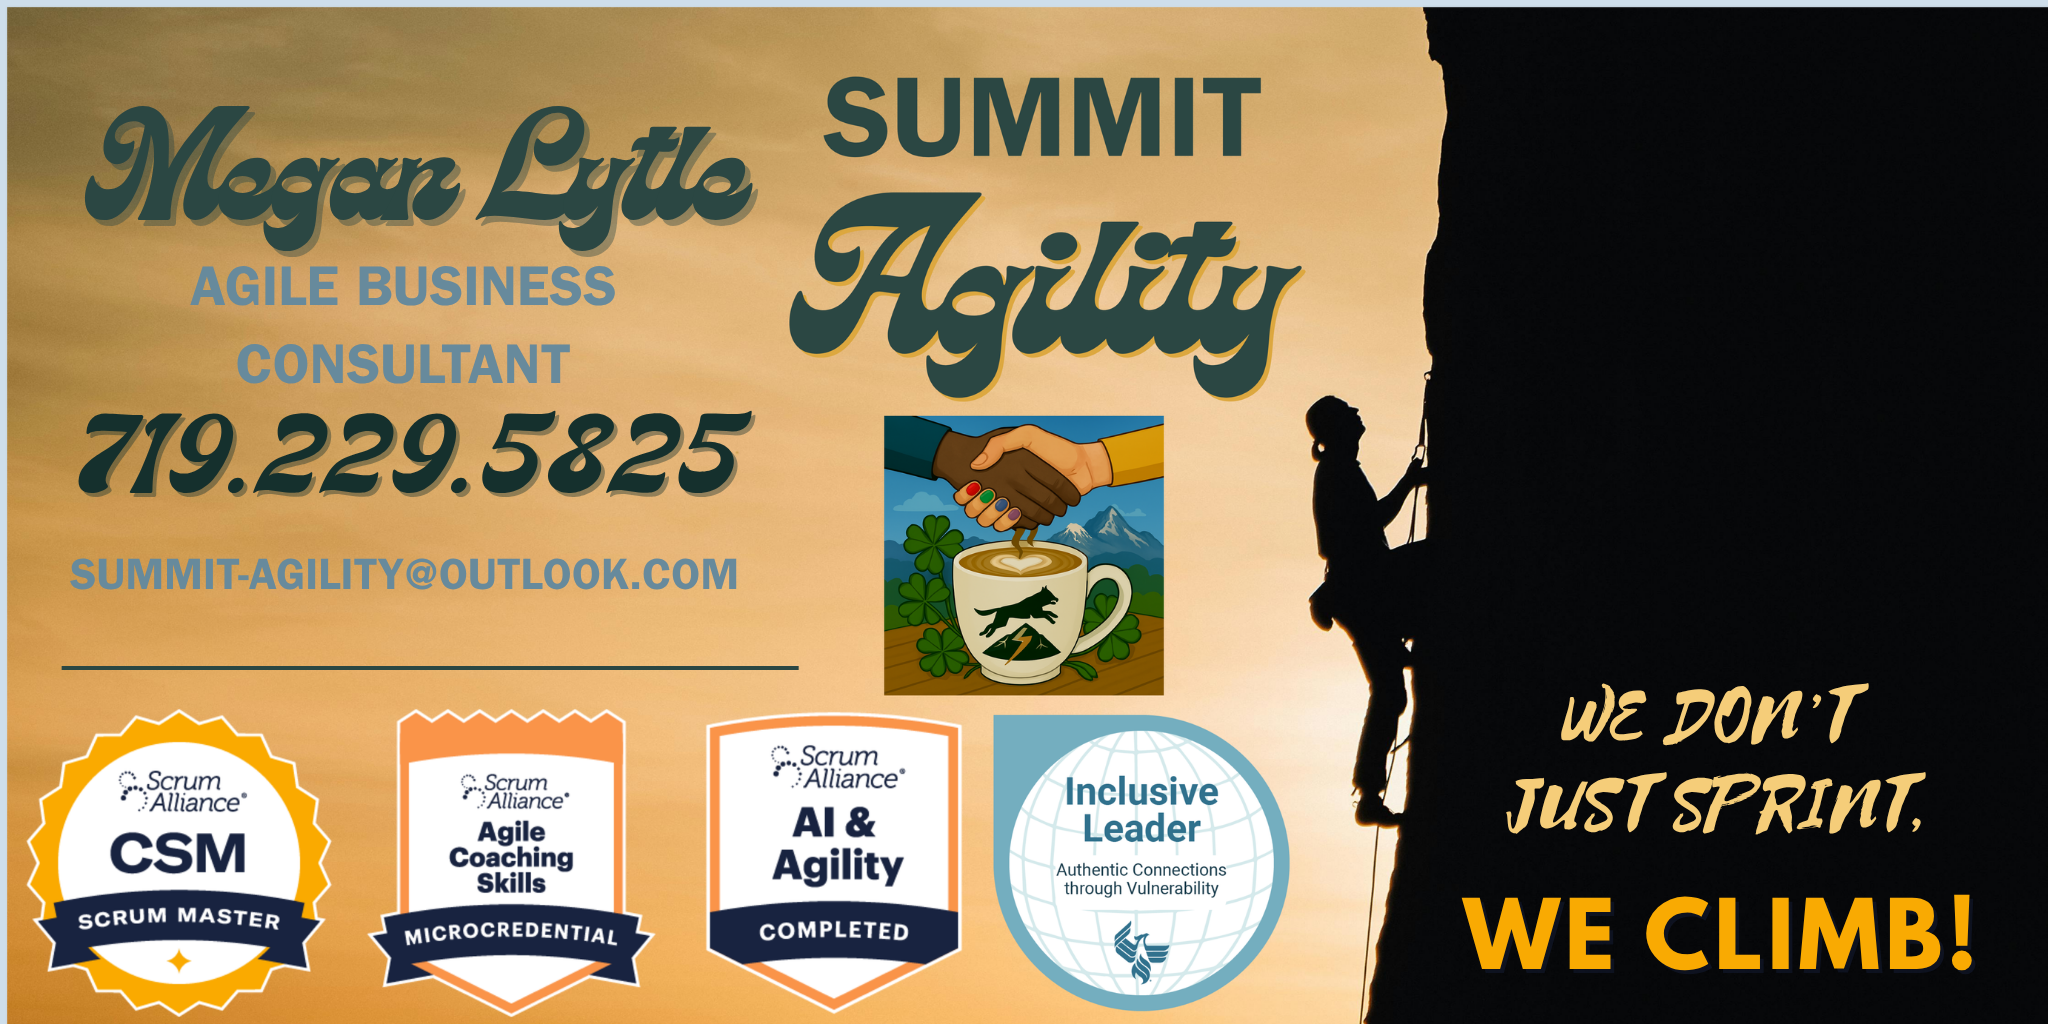 Megan Lytle
AGILE BUSINESS
CONSULTANT
719.229.5825
SUMMIT-AGILITY@OUTLOOK.COM
SUMMIT
Agility
Scrum
Alliance®
CSM
SCRUM MASTER
Scrum
Alliance®
Agile
Coaching
Skills
MICROCREDENTIAL
Scrum
Alliance®
AI &
Agility
COMPLETED
Inclusive
Leader
Authentic Connections
through Vulnerability
WE DON'T
JUST SPRINT,
WE CLIMB!